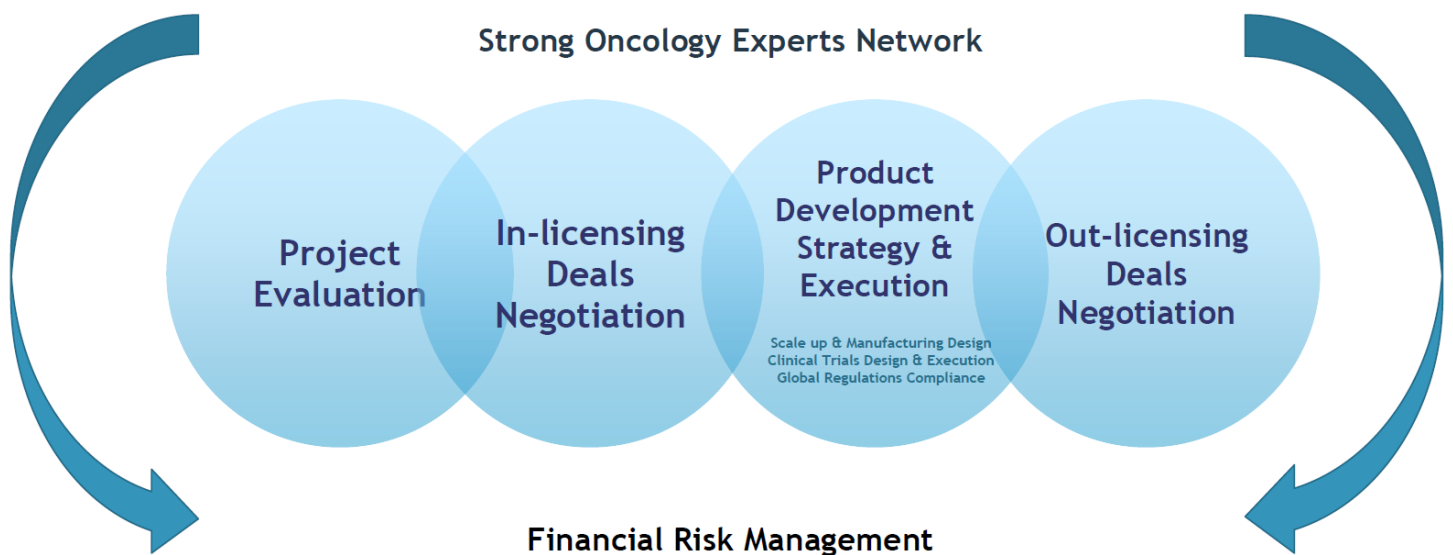 Strong Oncology Experts Network
Project
Evaluation
In-licensing
Deals
Negotiation
Product
Development
Strategy &
Execution
Scale up & Manufacturing Design
Clinical Trials Design & Execution
Global Regulations Compliance
Out-licensing
Deals
Negotiation
Financial Risk Management